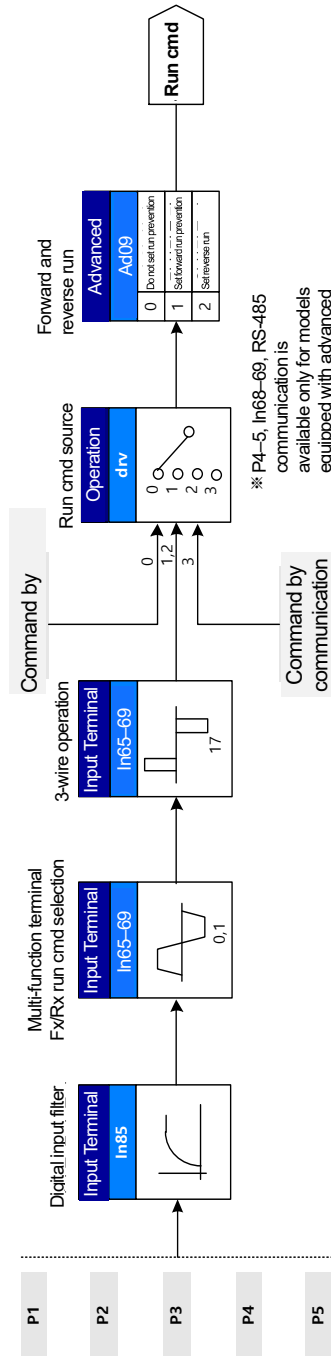 P1
P2
P3
P4
P5
Digital input filter
Input Terminal
In85
Multi-function terminal
Fx/Rx run cmd selection
Input Terminal
In65–69
0,1
3-wire operation
Input Terminal
In65–69
17
Command by
0
1,2
3
Command by
communication
Run cmd source
Operation
drv
0
1
2
3
Forward and
reverse run
Advanced
Ad09
0 Do not set run prevention
1 Set forward run prevention
2 Set reverse run
Run cmd
※ P4–5, In68–69, RS-485
communication is
available only for models
equipped with advanced